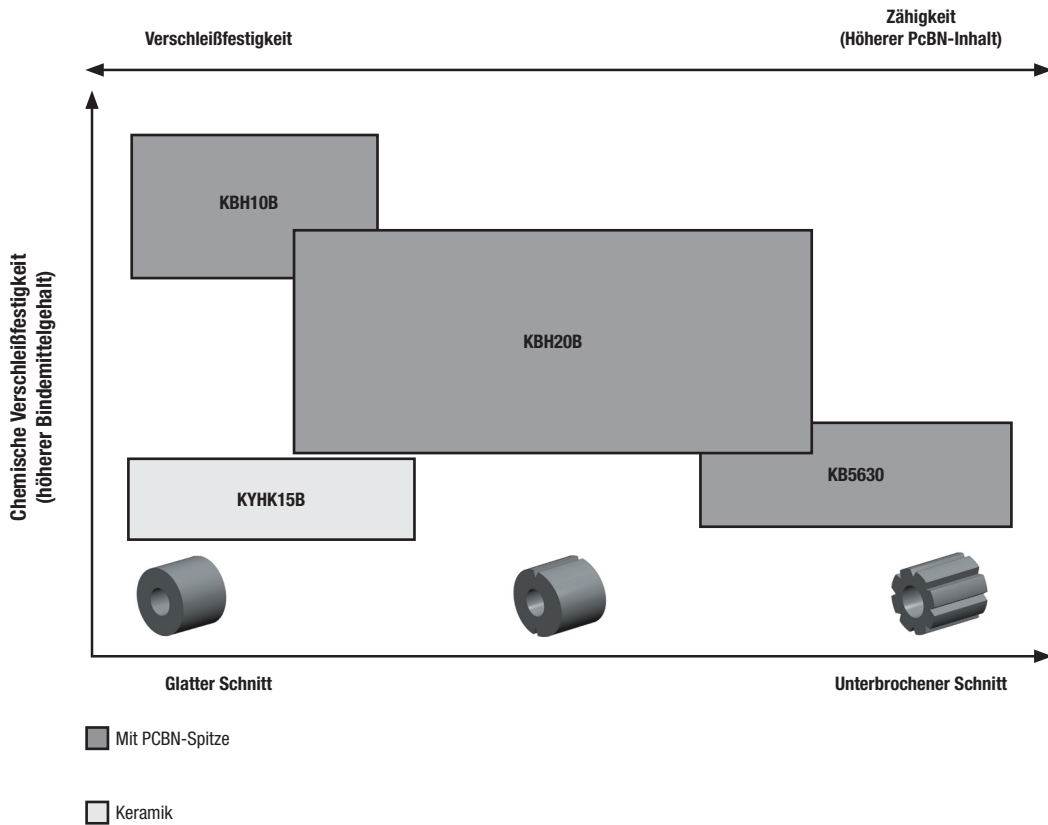 Verschleißfestigkeit
Zähigkeit
(Höherer PcBN-Inhalt)
Chemische Verschleißfestigkeit
(höherer Bindemittelgehalt)
KBH10B
KBH20B
KB5630
KYHK15B
Glatter Schnitt
Unterbrochener Schnitt
Mit PCBN-Spitze
Keramik